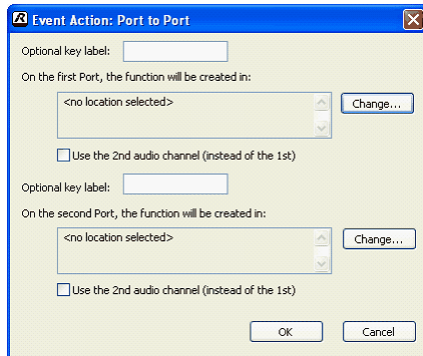 Event Action: Port to Port
Optional key label:
On the first Port, the function will be created in:
<no location selected>
Change...
Use the 2nd audio channel (instead of the 1st)
Optional key label:
On the second Port, the function will be created in:
<no location selected>
Change...
Use the 2nd audio channel (instead of the 1st)
OK Cancel